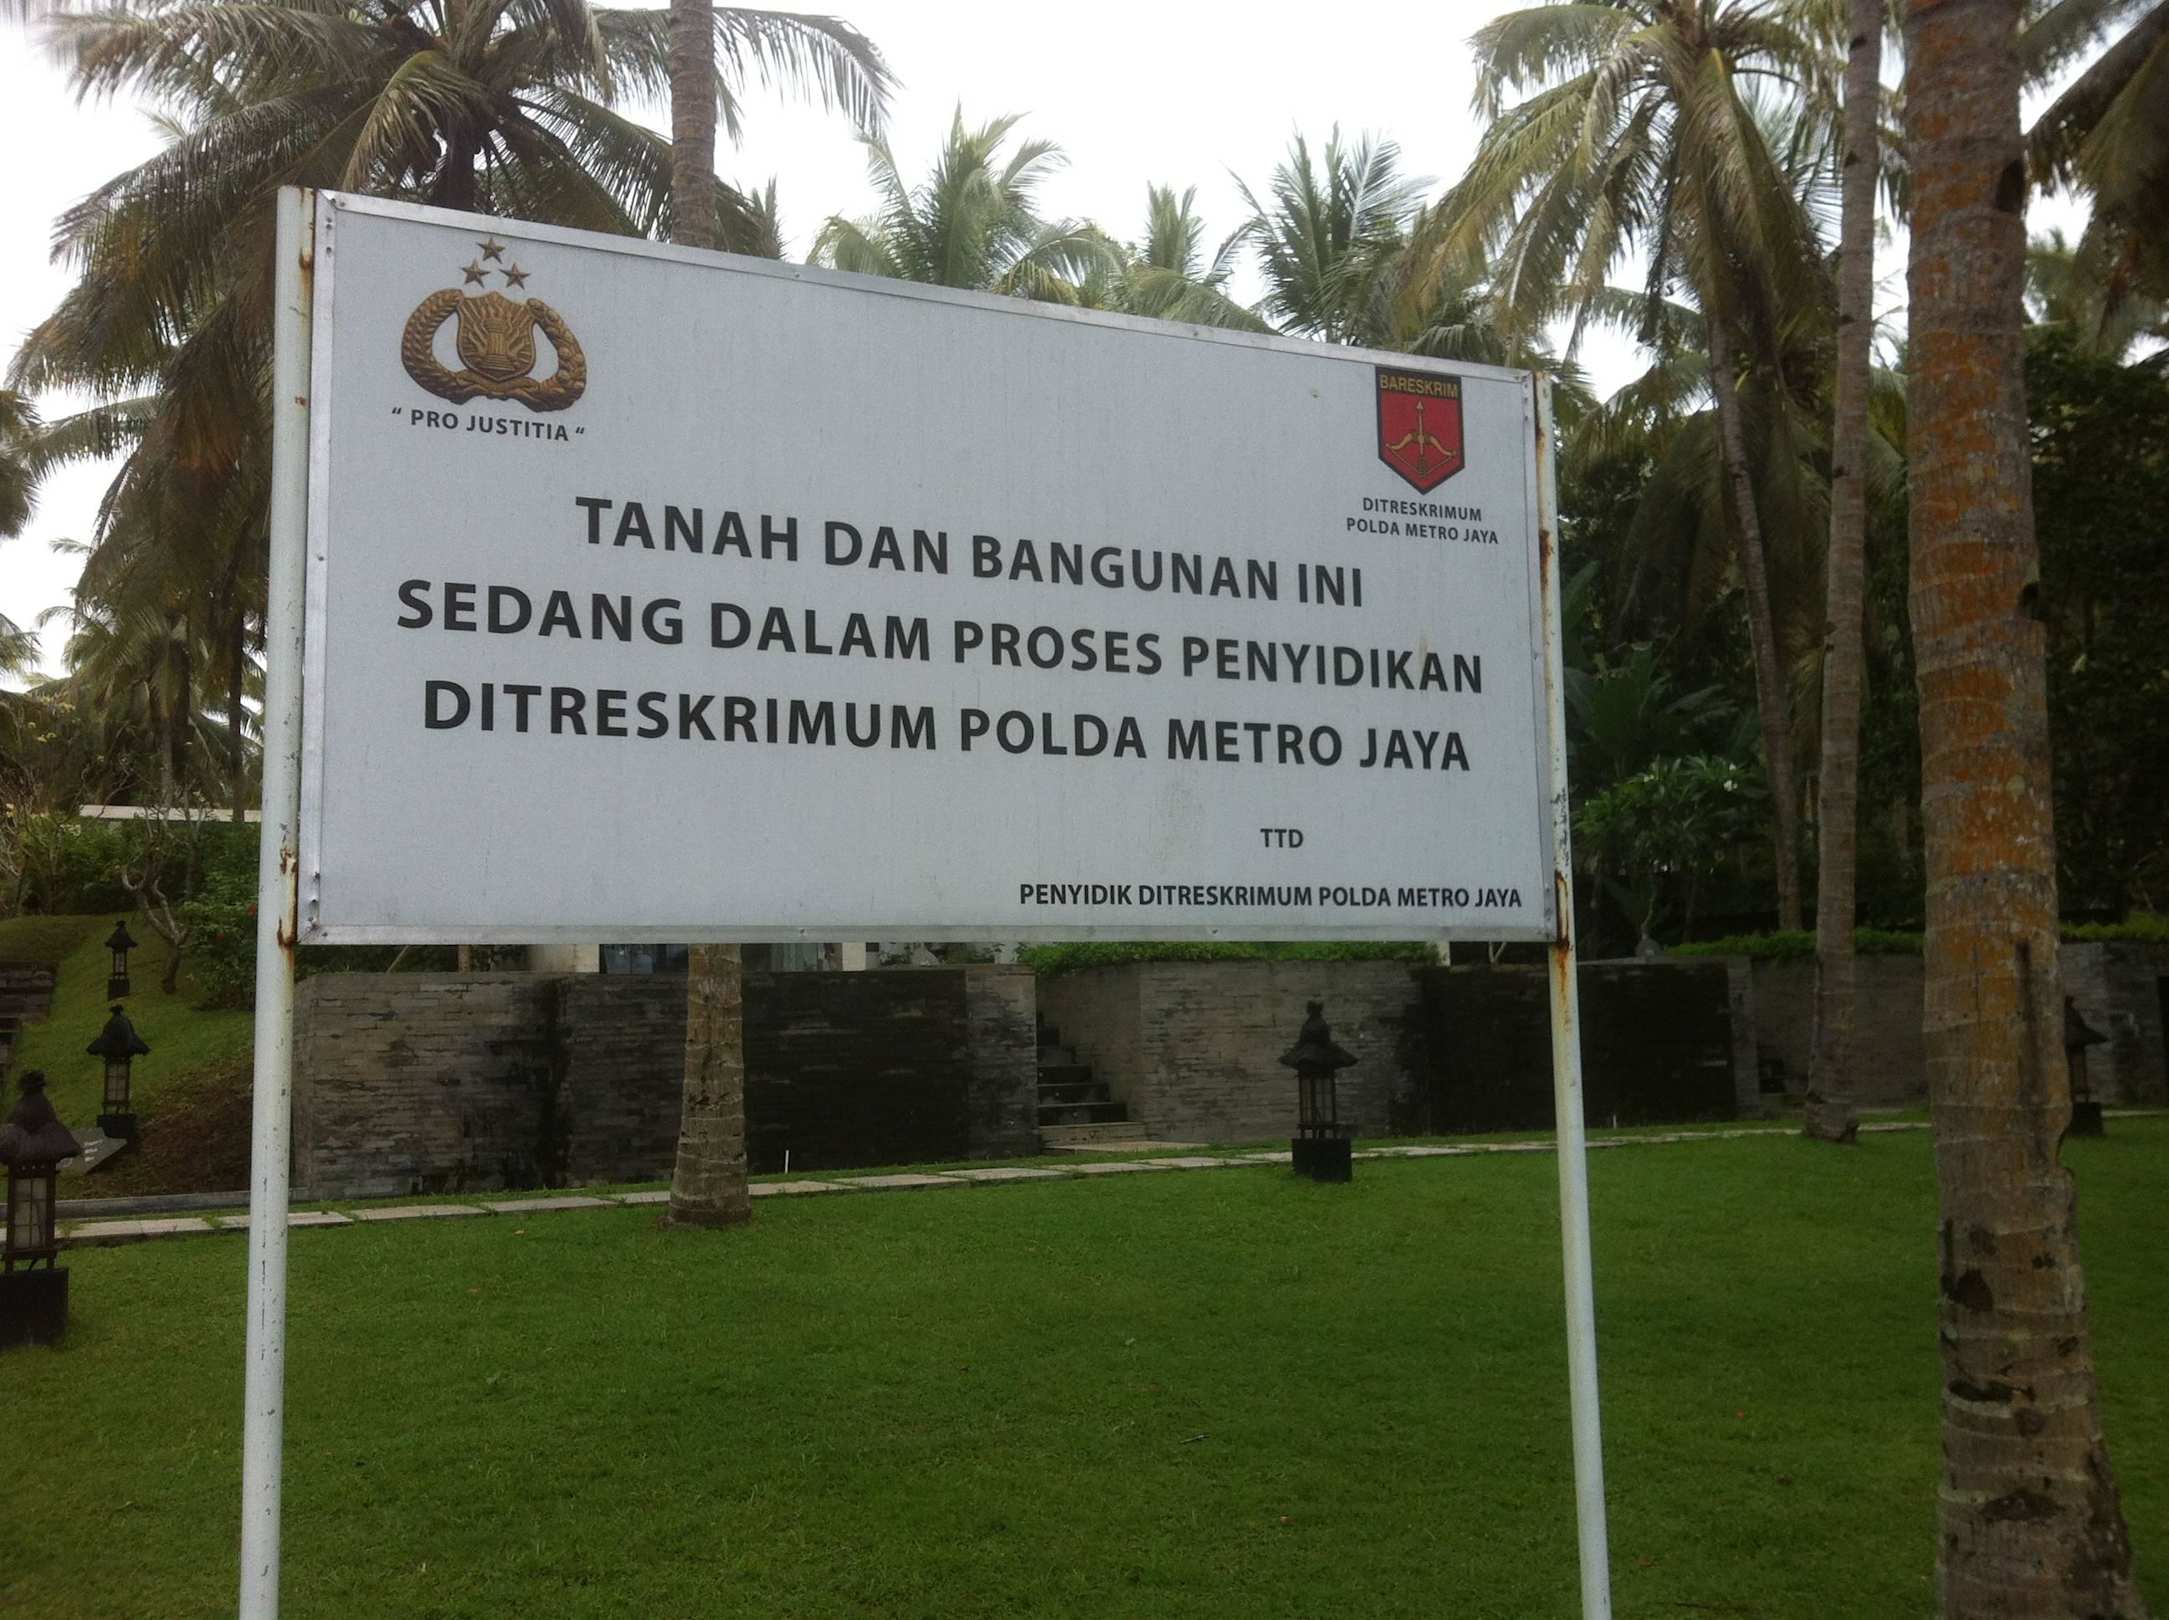 “ PRO JUSTITIA “
BARESKRIM
DITRESKRIMUM
POLDA METRO JAYA
TANAH DAN BANGUNAN INI
SEDANG DALAM PROSES PENYIDIKAN
DITRESKRIMUM POLDA METRO JAYA
TTD
PENYIDIK DITRESKRIMUM POLDA METRO JAYA